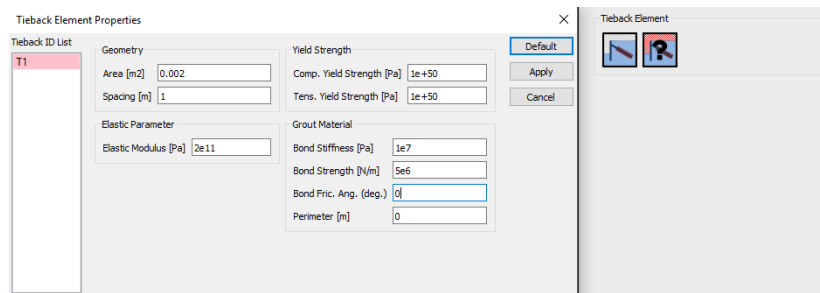 Tieback Element Properties
Tieback ID List
T1
Geometry
Area [m2] 0.002
Spacing [m] 1
Elastic Parameter
Elastic Modulus [Pa] 2e11
Yield Strength
Comp. Yield Strength [Pa] 1e+50
Tens. Yield Strength [Pa] 1e+50
Grout Material
Bond Stiffness [Pa] 1e7
Bond Strength [N/m] 5e6
Bond Fric. Ang. (deg.) 0
Perimeter [m] 0
Default
Apply
Cancel
Tieback Element